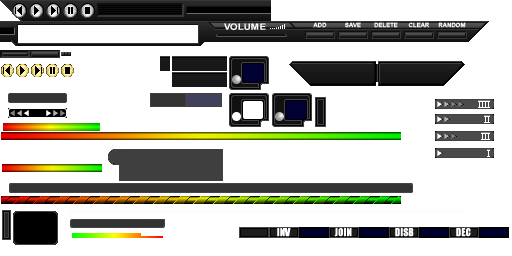 VOLUME ADD SAVE DELETE CLEAR RANDOM
IIII
II
III
I
INV JOIN DISB DEC